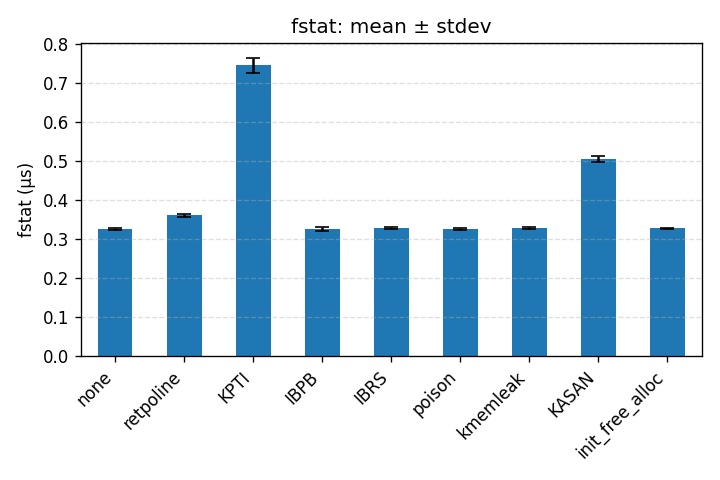 fstat: mean ± stdev
fstat (µs)
0.8
0.7
0.6
0.5
0.4
0.3
0.2
0.1
0.0
none
retpoline
KPTI
IBPB
IBRS
poison
kmemleak
KASAN
init_free_alloc